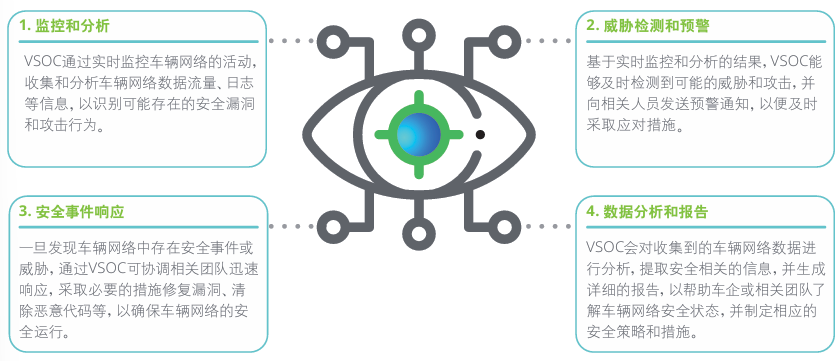 1. 监控和分析
VSOC通过实时监控车辆网络的活动，
收集和分析车辆网络数据流量、日志
等信息，以识别可能存在的安全漏洞
和攻击行为。
2. 威胁检测和预警
基于实时监控和分析的结果，VSOC能
够及时检测到可能的威胁和攻击，并
向相关人员发送预警通知，以便及时
采取应对措施。
3. 安全事件响应
一旦发现车辆网络中存在安全事件或
威胁，通过VSOC可协调相关团队迅速
响应，采取必要的措施修复漏洞、清
除恶意代码等，以确保车辆网络的安
全运行。
4. 数据分析和报告
VSOC会对收集到的车辆网络数据进
行分析，提取安全相关的信息，并生成
详细的报告，以帮助车企或相关团队了
解车辆网络安全状态，并制定相应的
安全策略和措施。